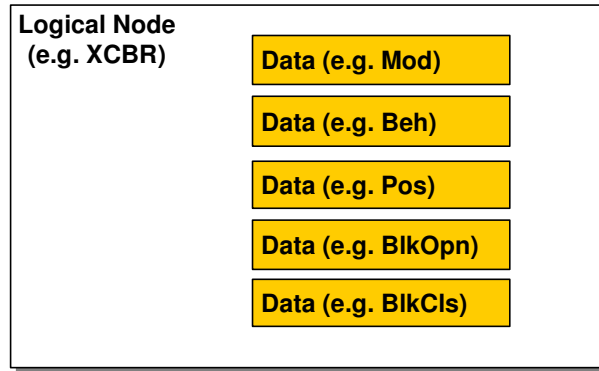 Logical Node
(e.g. XCBR)
Data (e.g. Mod)
Data (e.g. Beh)
Data (e.g. Pos)
Data (e.g. BlkOpn)
Data (e.g. BlkCls)